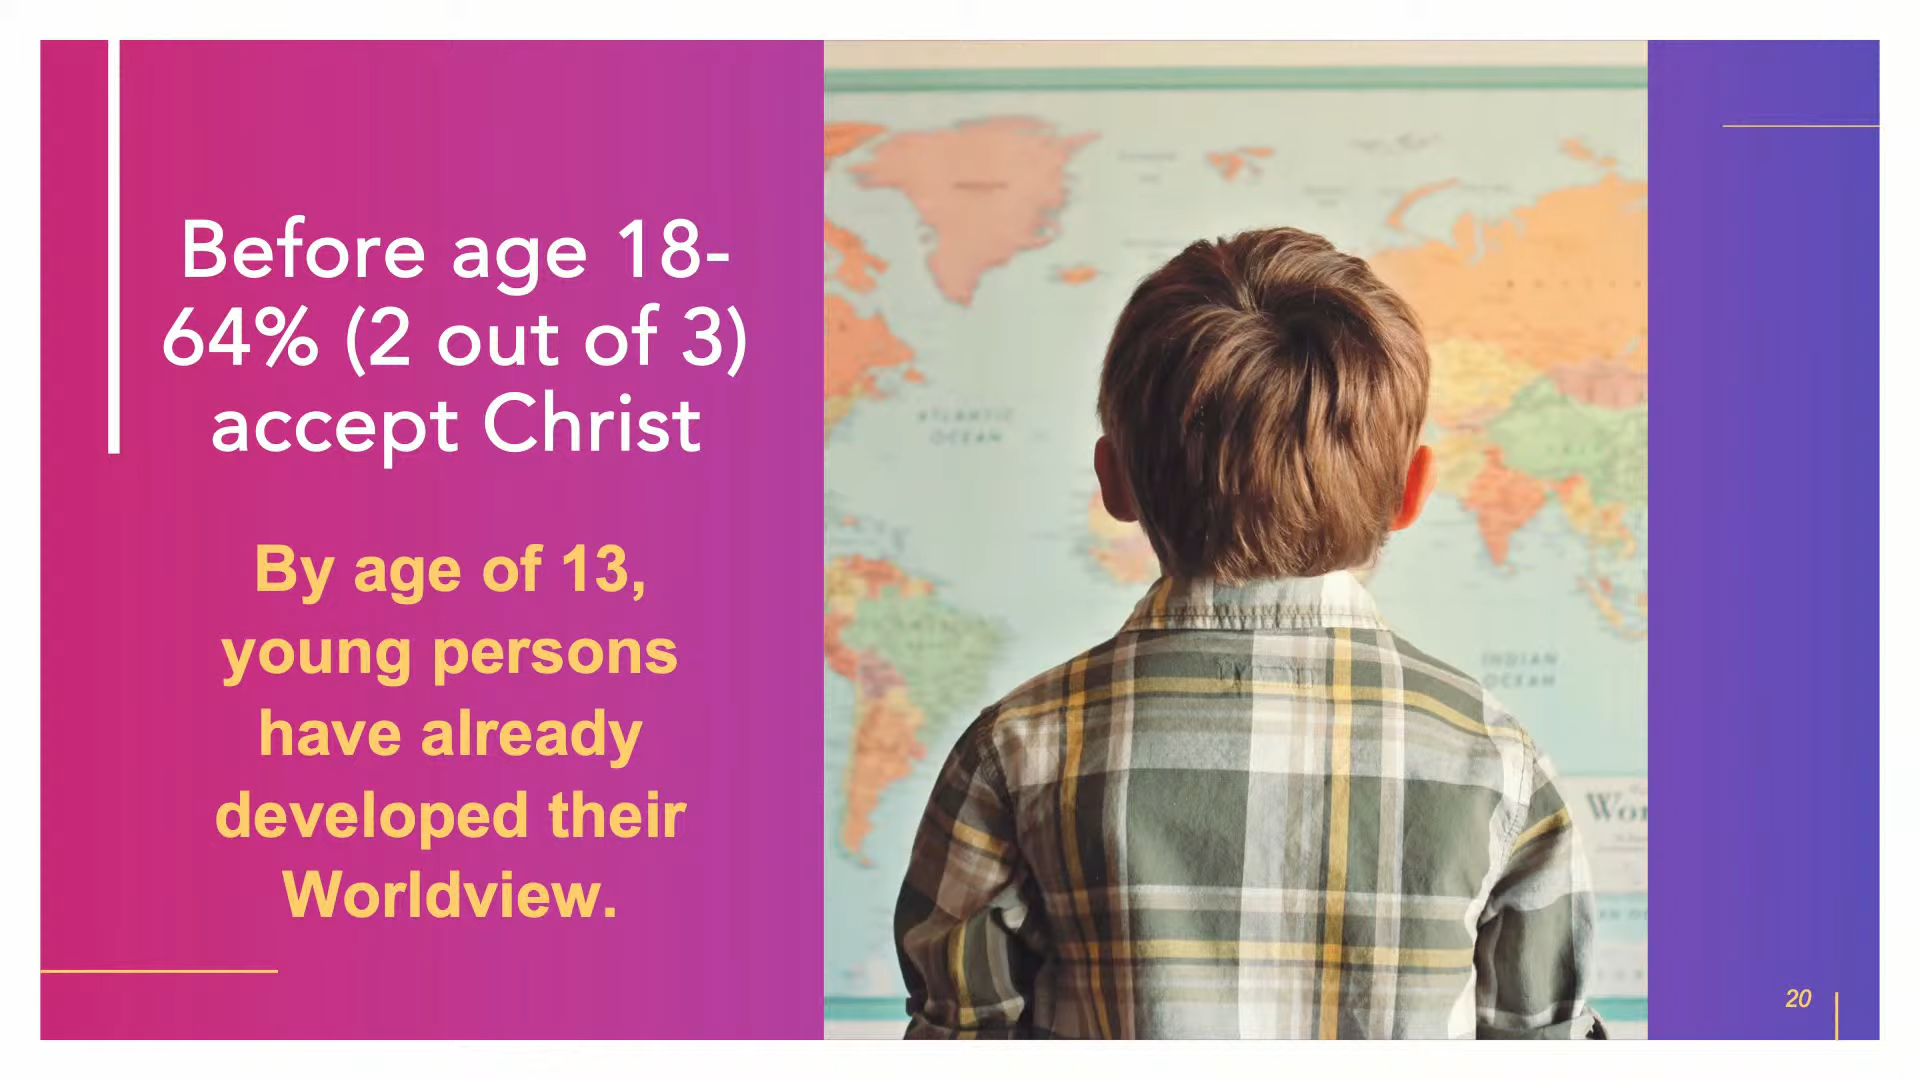 Before age 18-
64% (2 out of 3)
accept Christ
By age of 13,
young persons
have already
developed their
Worldview.
ATLANTIC
OCEAN
INDIAN
OCEAN
20